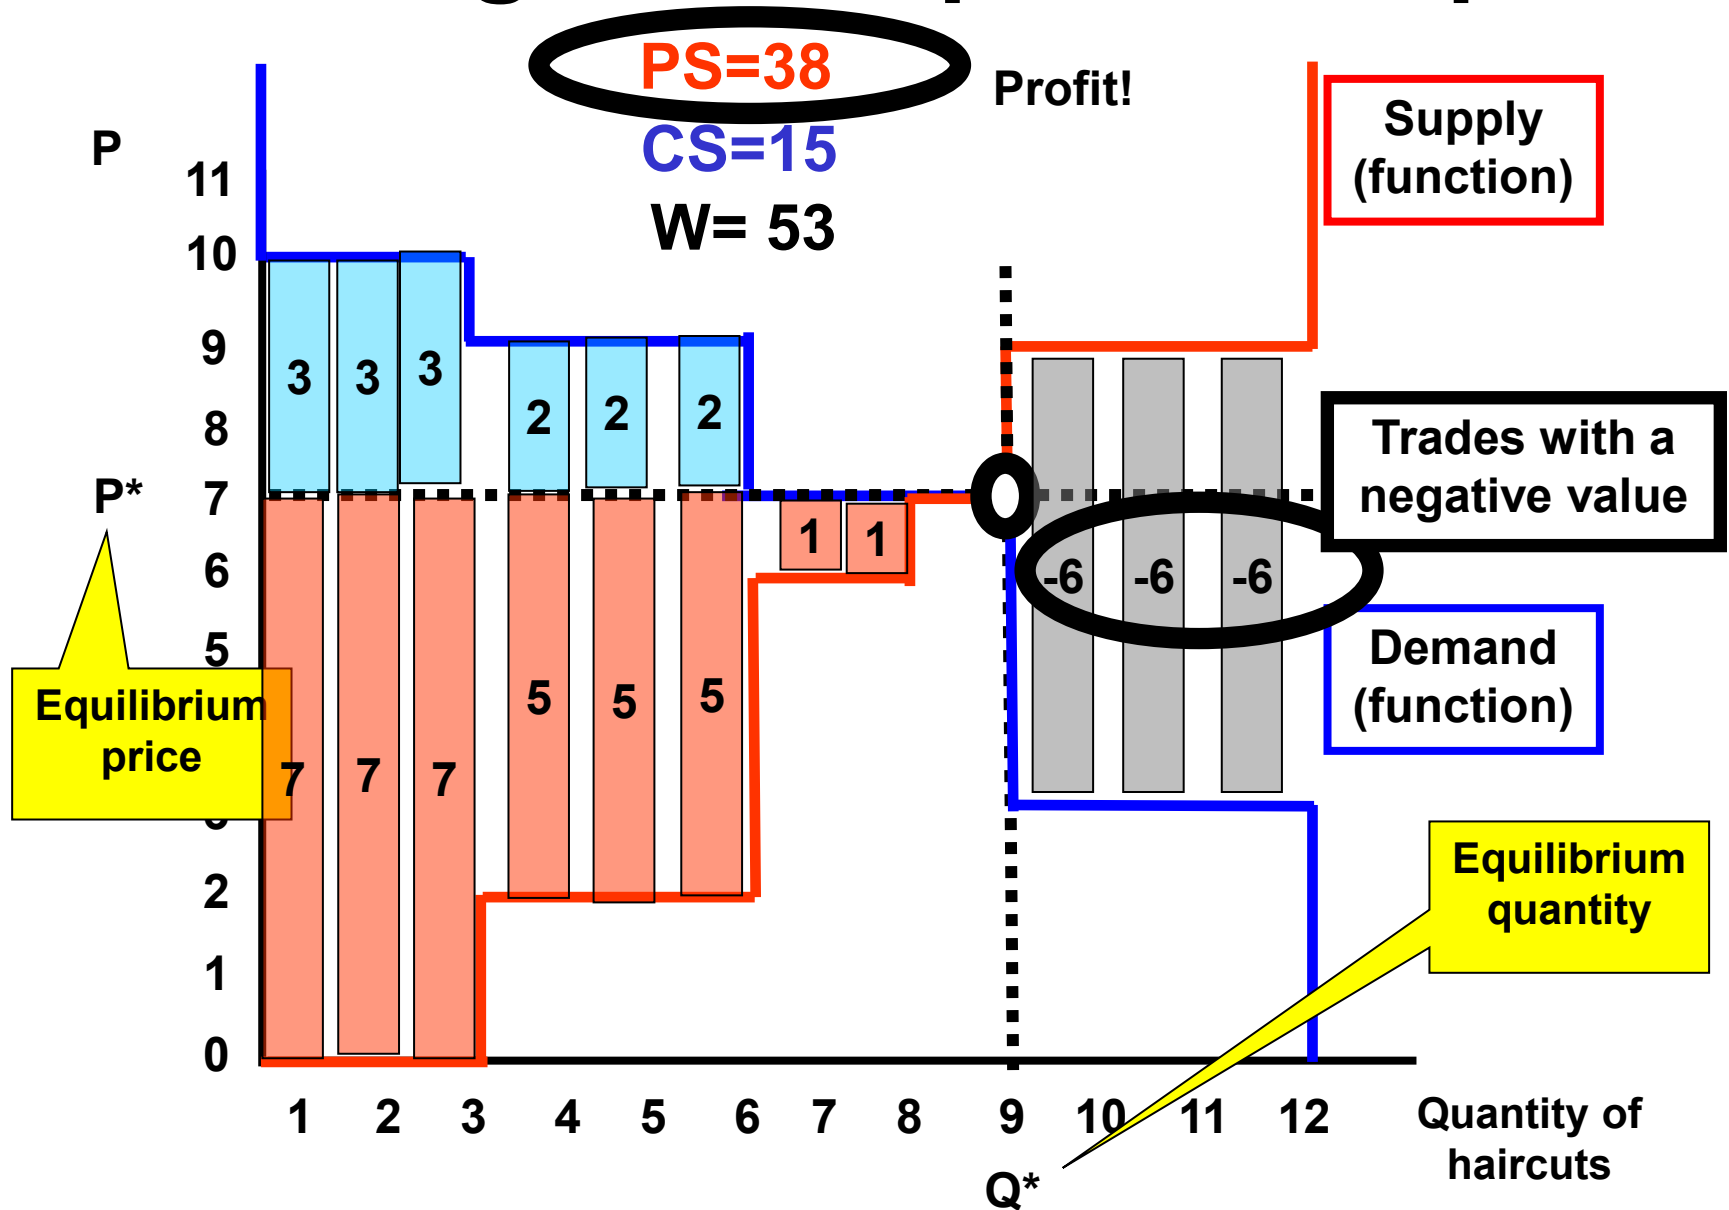 PS=38
Profit!
CS=15
W= 53
Supply
(function)
P
11
10
9
8
P*
7
6
5
2
1
0
3
3
3
2
2
2
1
1
7
7
7
5
5
5
-6
-6
-6
Trades with a
negative value
Demand
(function)
Equilibrium
price
Equilibrium
quantity
1 2 3 4 5 6 7 8 9 10 11 12
Quantity of
haircuts
Q*